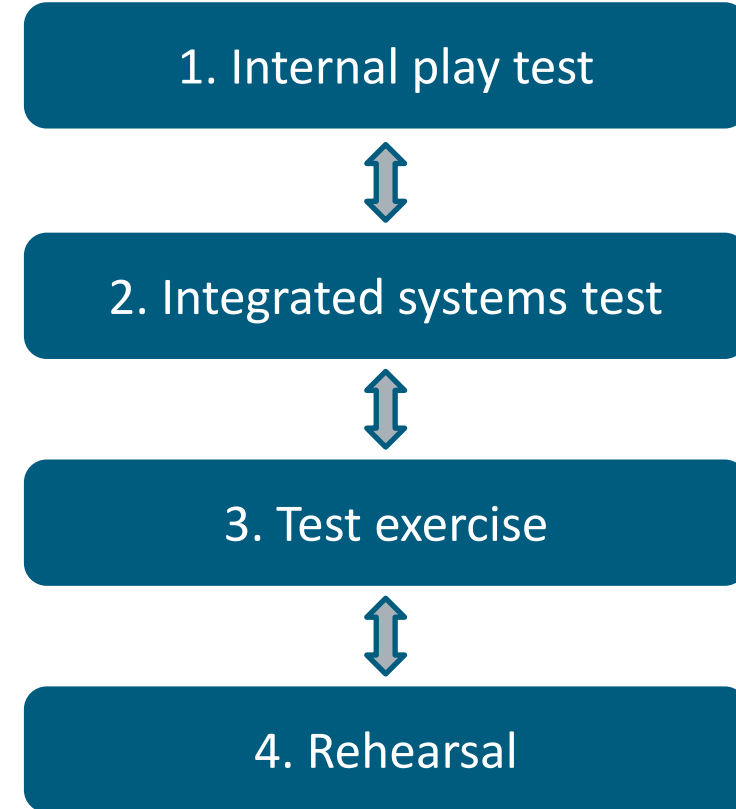 1. Internal play test
2. Integrated systems test
3. Test exercise
4. Rehearsal